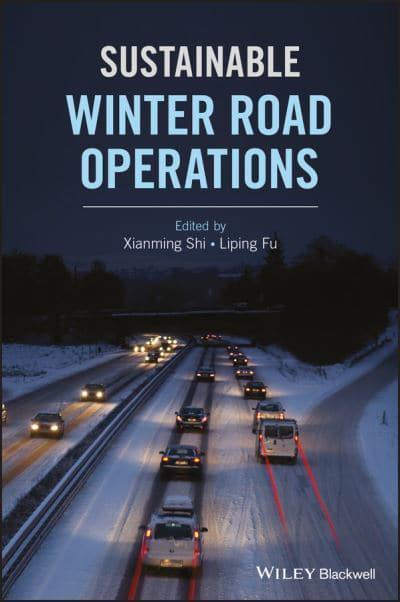 SUSTAINABLE
WINTER ROAD
OPERATIONS
Edited by
Xianming Shi • Liping Fu
WILEY Blackwell